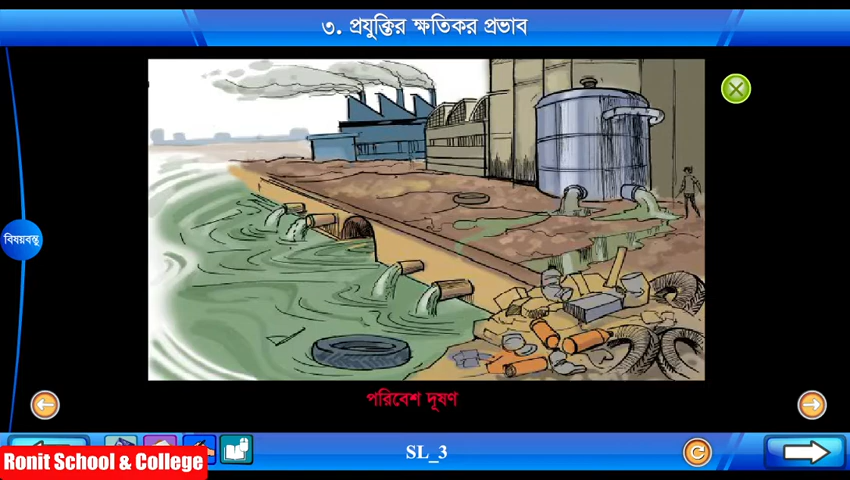 ৩. প্রযুক্তির ক্ষতিকর প্রভাব
বিষয়বস্তু
পরিবেশ দূষণ
SL_3
Ronit School & College